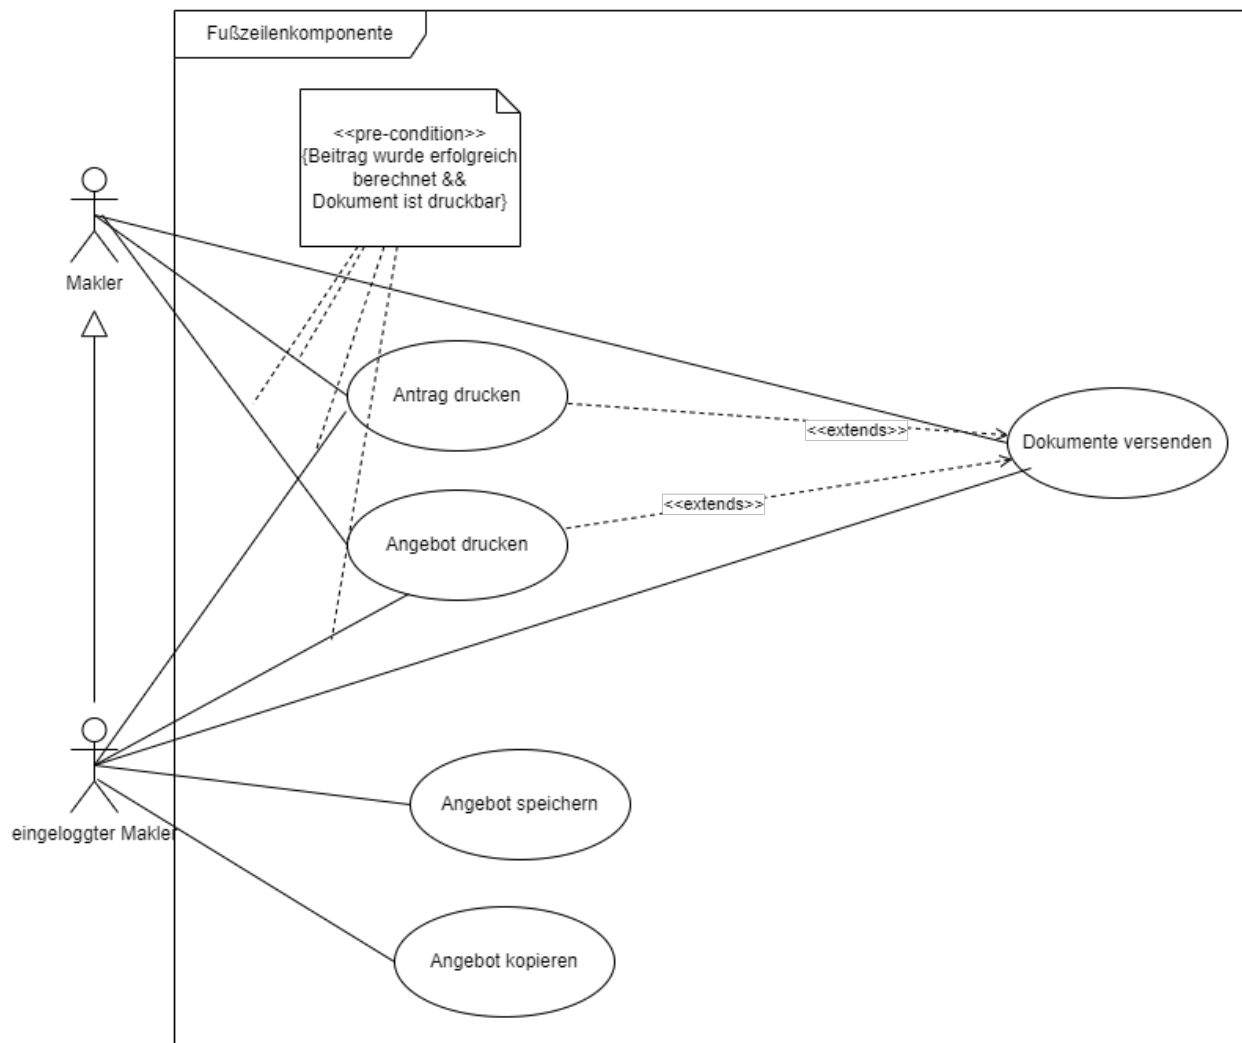 Fußzeilenkomponente
<<pre-condition>>
{Beitrag wurde erfolgreich
berechnet &&
Dokument ist druckbar}
Makler
Antrag drucken
<<extends>>
Dokumente versenden
<<extends>>
Angebot drucken
Angebot speichern
eingeloggter Makler
Angebot kopieren